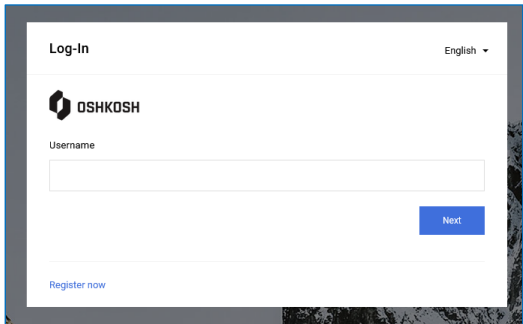 Log-In
English
OSHKOSH
Username
Next
Register now